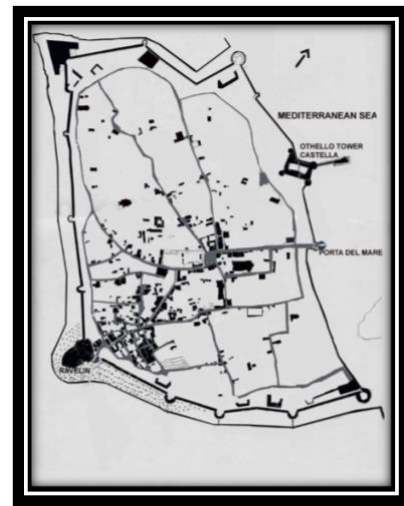 MEDITERRANEAN SEA
OTHELLO TOWER
CASTELLA
PORTA DEL MARE
RAVELIN